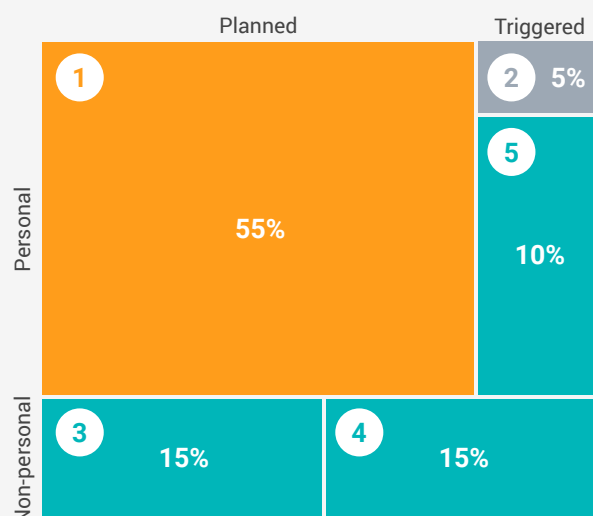 Planned
Triggered
Personal
1
55%
2
5%
5
10%
Non-personal
3
15%
4
15%